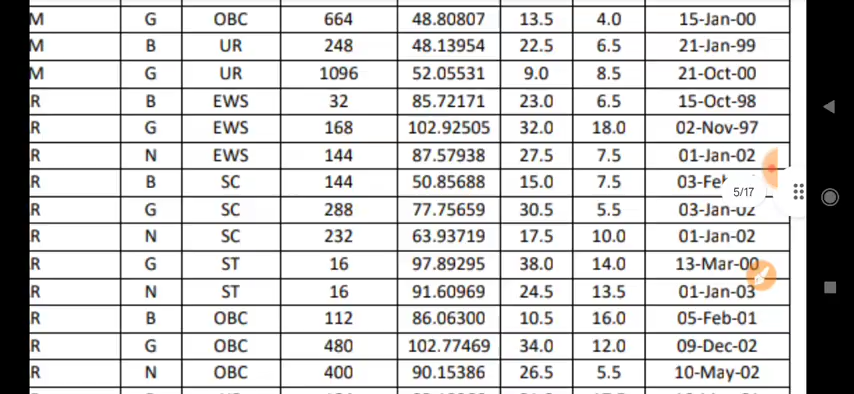 M G OBC 664 48.80807 13.5 4.0 15-Jan-00
M B UR 248 48.13954 22.5 6.5 21-Jan-99
M G UR 1096 52.05531 9.0 8.5 21-Oct-00
R B EWS 32 85.72171 23.0 6.5 15-Oct-98
R G EWS 168 102.92505 32.0 18.0 02-Nov-97
R N EWS 144 87.57938 27.5 7.5 01-Jan-02
R B SC 144 50.85688 15.0 7.5 03-Feb
5/17
R G SC 288 77.75659 30.5 5.5 03-Jan-02
R N SC 232 63.93719 17.5 10.0 01-Jan-02
R G ST 16 97.89295 38.0 14.0 13-Mar-00
R N ST 16 91.60969 24.5 13.5 01-Jan-03
R B OBC 112 86.06300 10.5 16.0 05-Feb-01
R G OBC 480 102.77469 34.0 12.0 09-Dec-02
R N OBC 400 90.15386 26.5 5.5 10-May-02